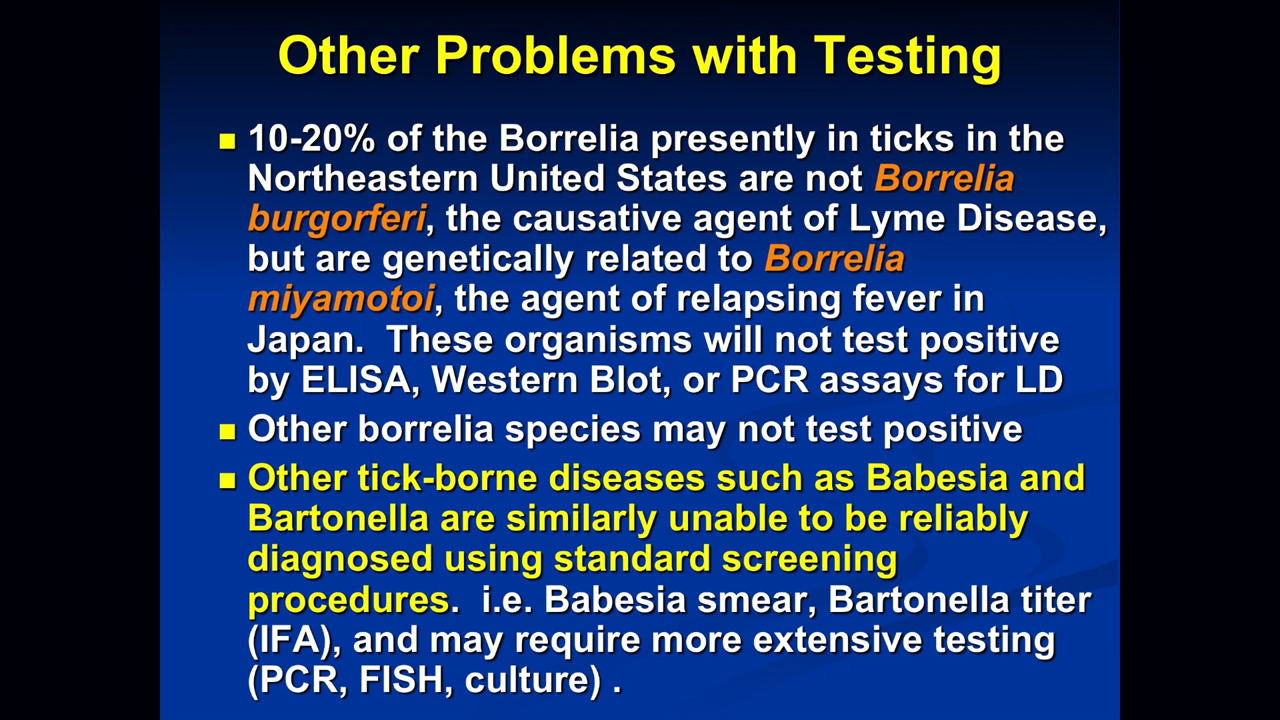 Other Problems with Testing
10-20% of the Borrelia presently in ticks in the
Northeastern United States are not Borrelia
burgorferi, the causative agent of Lyme Disease,
but are genetically related to Borrelia
miyamotoi, the agent of relapsing fever in
Japan.  These organisms will not test positive
by ELISA, Western Blot, or PCR assays for LD
Other borrelia species may not test positive
Other tick-borne diseases such as Babesia and
Bartonella are similarly unable to be reliably
diagnosed using standard screening
procedures.  i.e. Babesia smear, Bartonella titer
(IFA), and may require more extensive testing
(PCR, FISH, culture) .